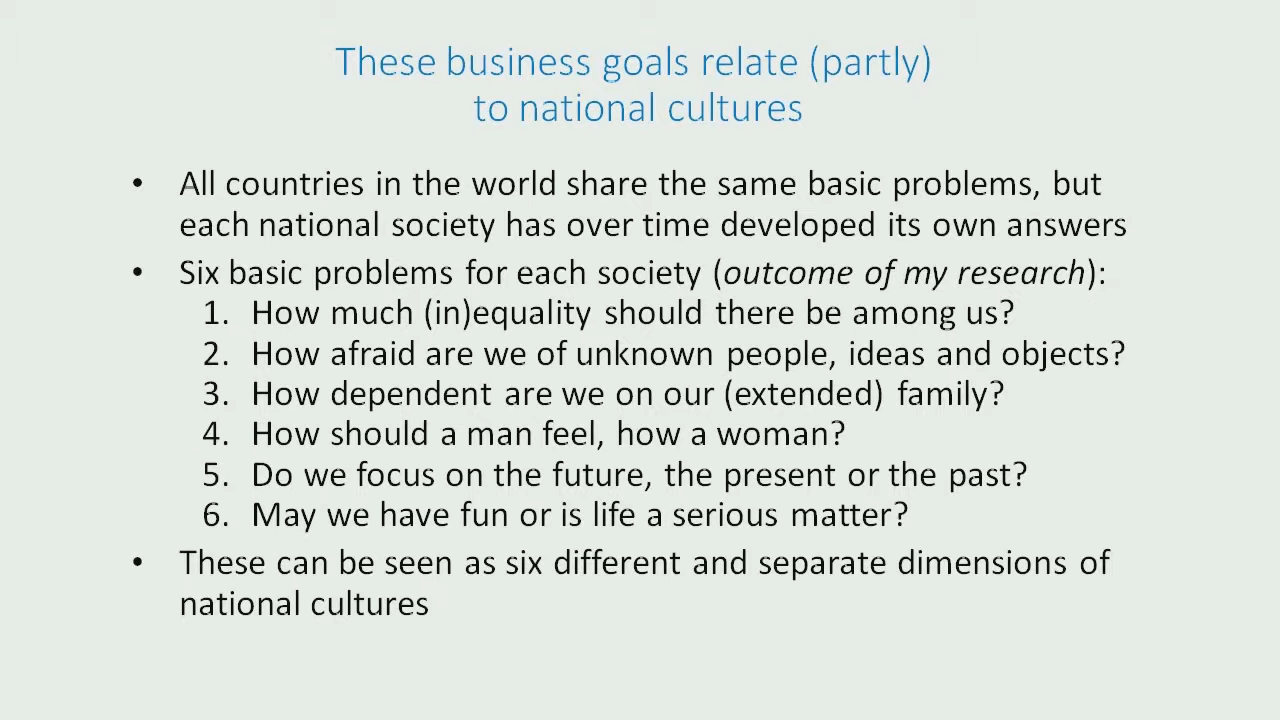 These business goals relate (partly)
to national cultures
• All countries in the world share the same basic problems, but
each national society has over time developed its own answers
• Six basic problems for each society (outcome of my research):
1. How much (in)equality should there be among us?
2. How afraid are we of unknown people, ideas and objects?
3. How dependent are we on our (extended) family?
4. How should a man feel, how a woman?
5. Do we focus on the future, the present or the past?
6. May we have fun or is life a serious matter?
• These can be seen as six different and separate dimensions of
national cultures